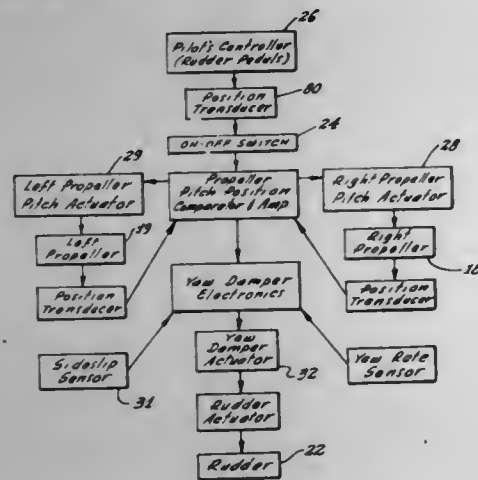 26
Pilot's Controller
(Rudder Pedals)
Position
Transducer
80
ON-OFF SWITCH
24
29
Left Propeller
Pitch Actuator
Propeller
Pitch Position
Comparator & Amp
28
Right Propeller
Pitch Actuator
Left
Propeller
19
Right
Propeller
18
Position
Transducer
Position
Transducer
Yaw Damper
Electronics
Sideslip
Sensor
31
Yaw
Damper
Actuator
32
Yaw Rate
Sensor
Rudder
Actuator
Rudder
22